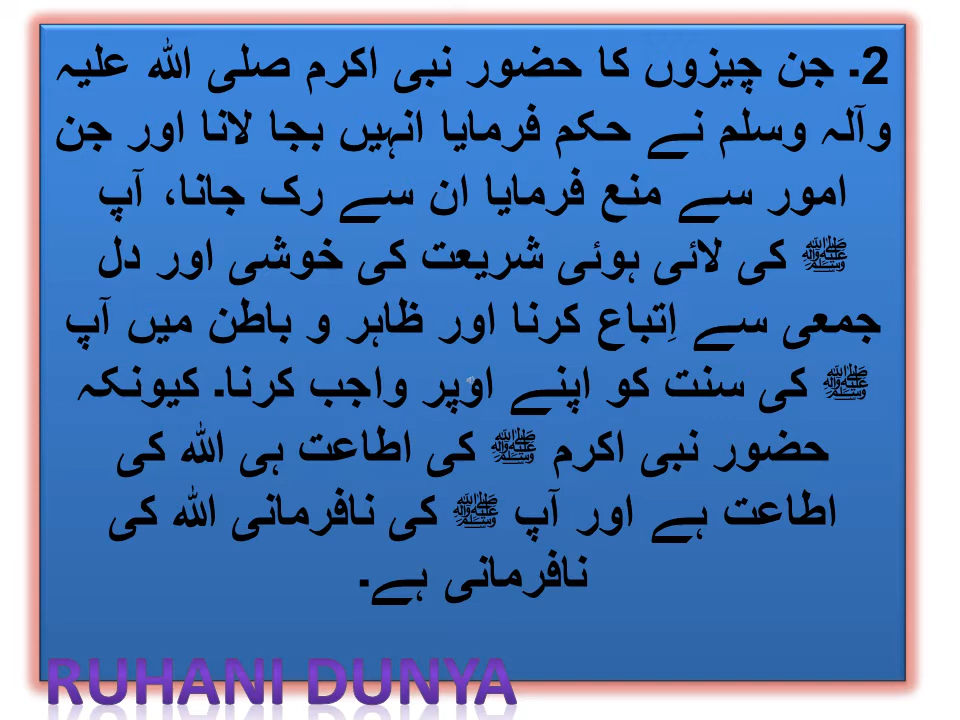 2۔ جن چیزوں کا حضور نبی اکرم صلی اللہ علیہ
وآلہ وسلم نے حکم فرمایا انہیں بجا لانا اور جن
امور سے منع فرمایا ان سے رک جانا، آپ
ﷺ کی لائی ہوئی شریعت کی خوشی اور دل
جمعی سے اِتباع کرنا اور ظاہر و باطن میں آپ
ﷺ کی سنت کو اپنے اوپر واجب کرنا۔ کیونکہ
حضور نبی اکرم ﷺ کی اطاعت ہی اللہ کی
اطاعت ہے اور آپ ﷺ کی نافرمانی اللہ کی
نافرمانی ہے۔
RUHANI DUNYA